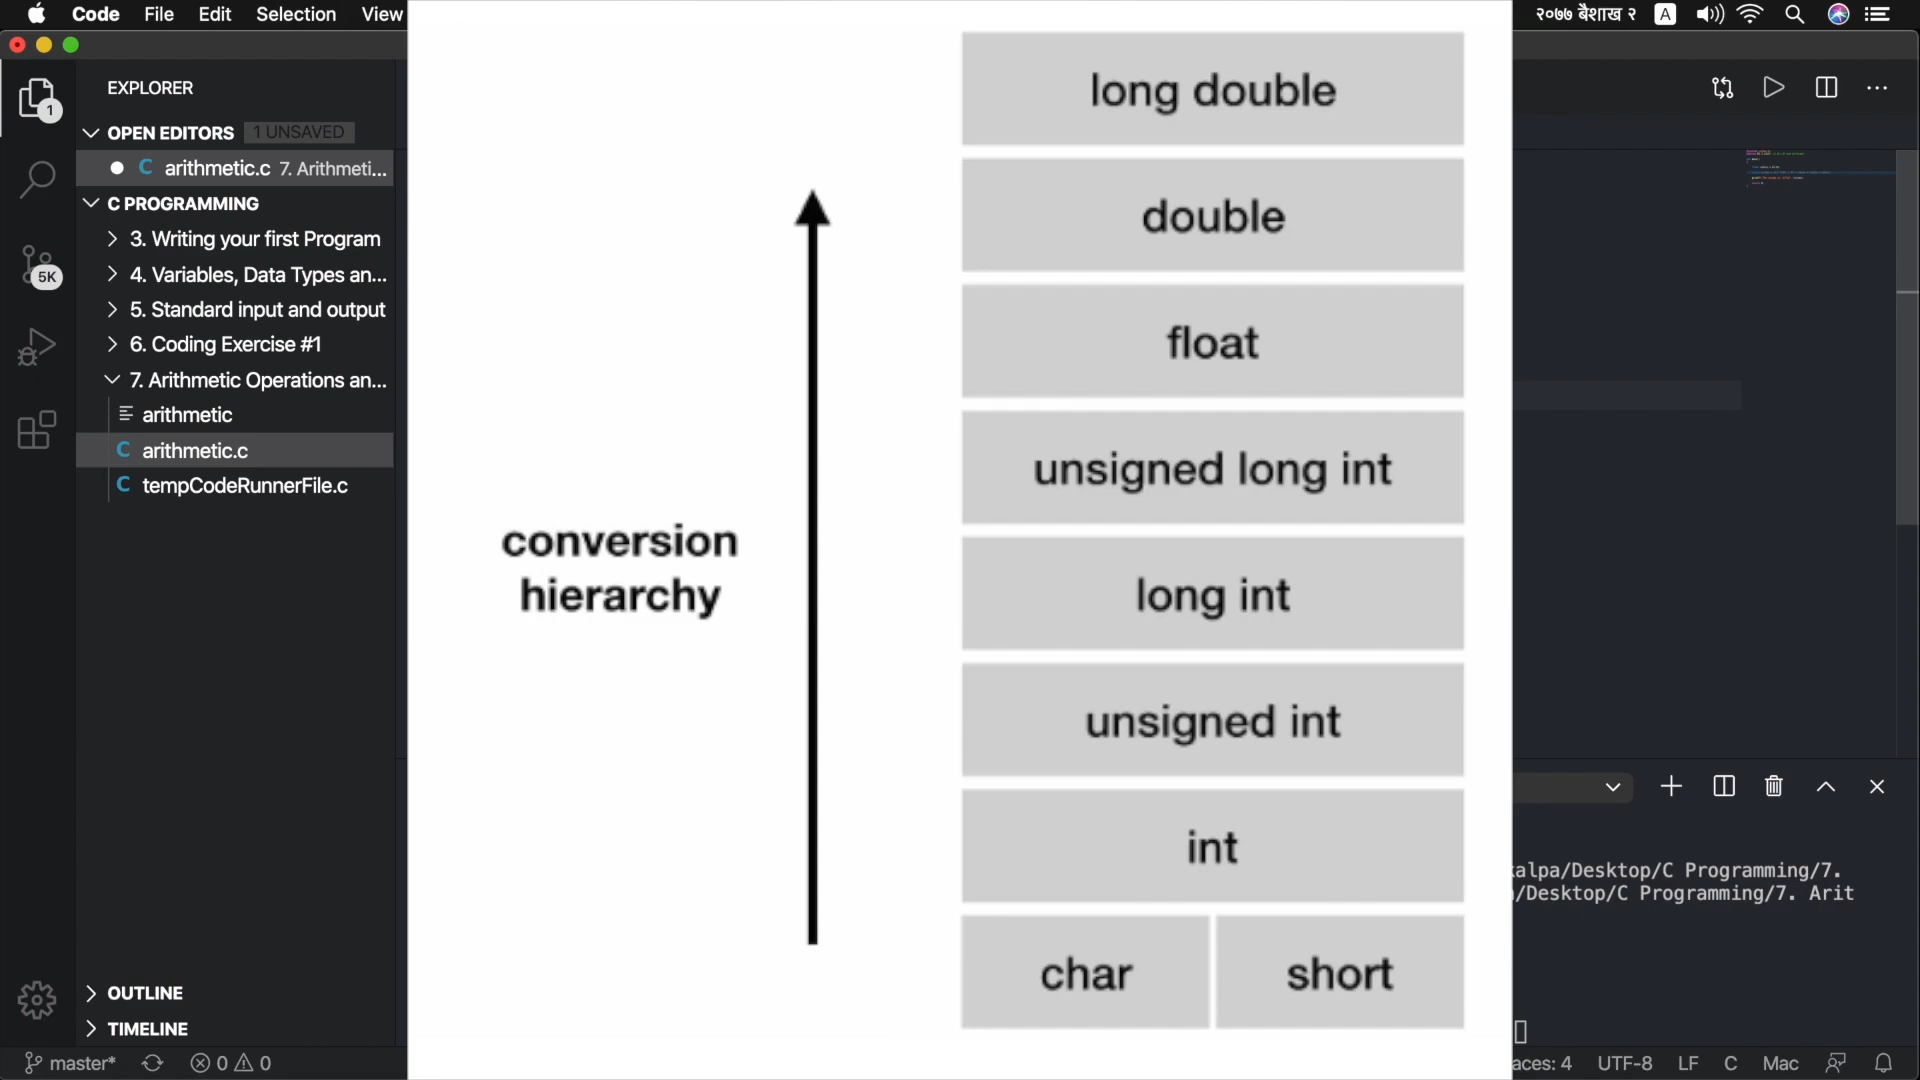 Code File Edit Selection View
२०७७ बैशाख २ A
EXPLORER
1
OPEN EDITORS 1 UNSAVED
arithmetic.c 7. Arithmeti...
C PROGRAMMING
3. Writing your first Program
4. Variables, Data Types an...
5K
5. Standard input and output
6. Coding Exercise #1
7. Arithmetic Operations an...
arithmetic
C arithmetic.c
C tempCodeRunnerFile.c
OUTLINE
TIMELINE
master* 0 0
conversion
hierarchy
long double
double
float
unsigned long int
long int
unsigned int
int
char short
alpa/Desktop/C Programming/7.
/Desktop/C Programming/7. Arit
aces: 4 UTF-8 LF C Mac